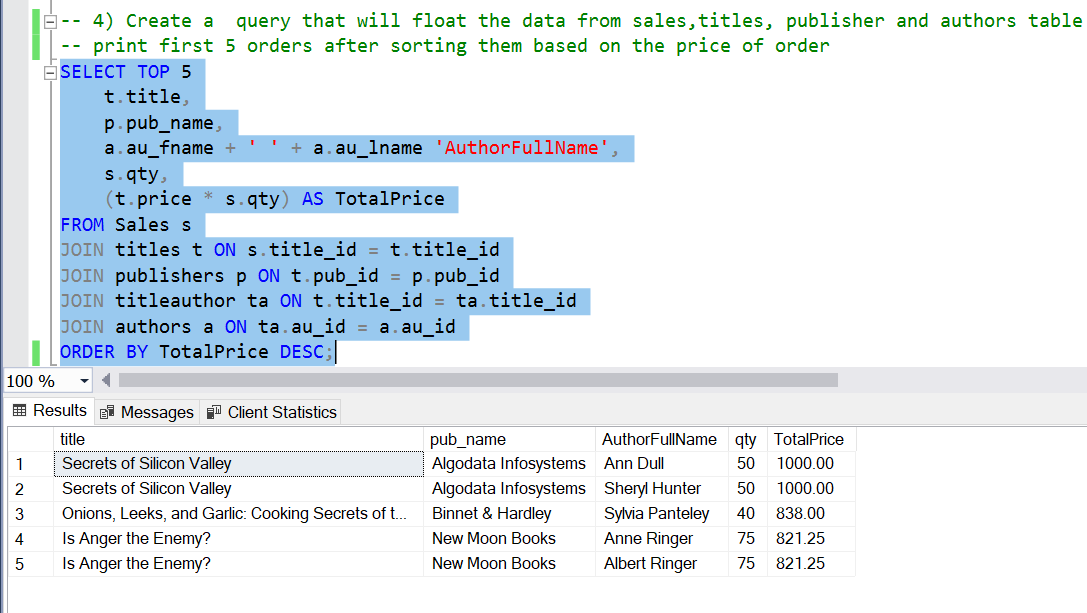 -- 4) Create a  query that will float the data from sales,titles, publisher and authors table
-- print first 5 orders after sorting them based on the price of order
SELECT TOP 5
t.title,
p.pub_name,
a.au_fname + ' ' + a.au_lname 'AuthorFullName',
s.qty,
(t.price * s.qty) AS TotalPrice
FROM Sales s
JOIN titles t ON s.title_id = t.title_id
JOIN publishers p ON t.pub_id = p.pub_id
JOIN titleauthor ta ON t.title_id = ta.title_id
JOIN authors a ON ta.au_id = a.au_id
ORDER BY TotalPrice DESC;
100 %
Results Messages Client Statistics
title pub_name AuthorFullName qty TotalPrice
1 Secrets of Silicon Valley Algodata Infosystems Ann Dull 50 1000.00
2 Secrets of Silicon Valley Algodata Infosystems Sheryl Hunter 50 1000.00
3 Onions, Leeks, and Garlic: Cooking Secrets of t... Binnet & Hardley Sylvia Panteley 40 838.00
4 Is Anger the Enemy? New Moon Books Anne Ringer 75 821.25
5 Is Anger the Enemy? New Moon Books Albert Ringer 75 821.25